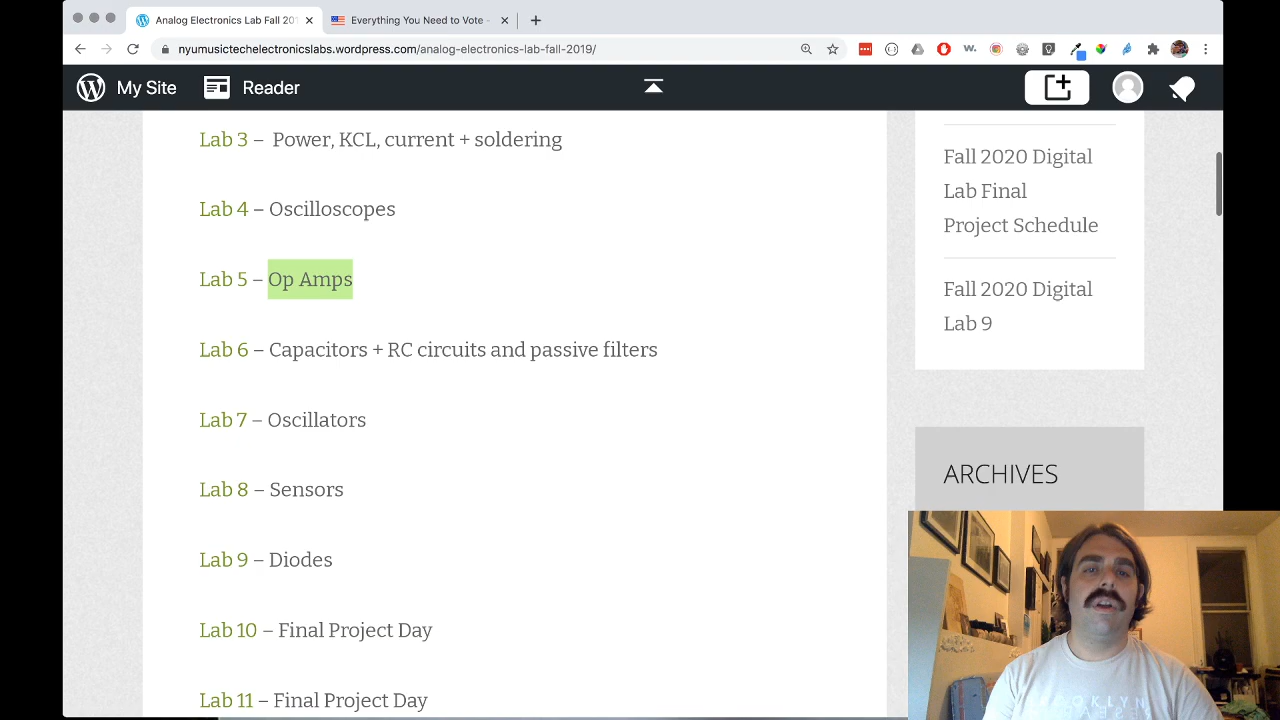 Analog Electronics Lab Fall 201
Everything You Need to Vote -
nyumusictechelectronicslabs.wordpress.com/analog-electronics-lab-fall-2019/
My Site
Reader
Lab 3 – Power, KCL, current + soldering
Lab 4 – Oscilloscopes
Lab 5 – Op Amps
Lab 6 – Capacitors + RC circuits and passive filters
Lab 7 – Oscillators
Lab 8 – Sensors
Lab 9 – Diodes
Lab 10 – Final Project Day
Lab 11 – Final Project Day
Fall 2020 Digital
Lab Final
Project Schedule
Fall 2020 Digital
Lab 9
ARCHIVES